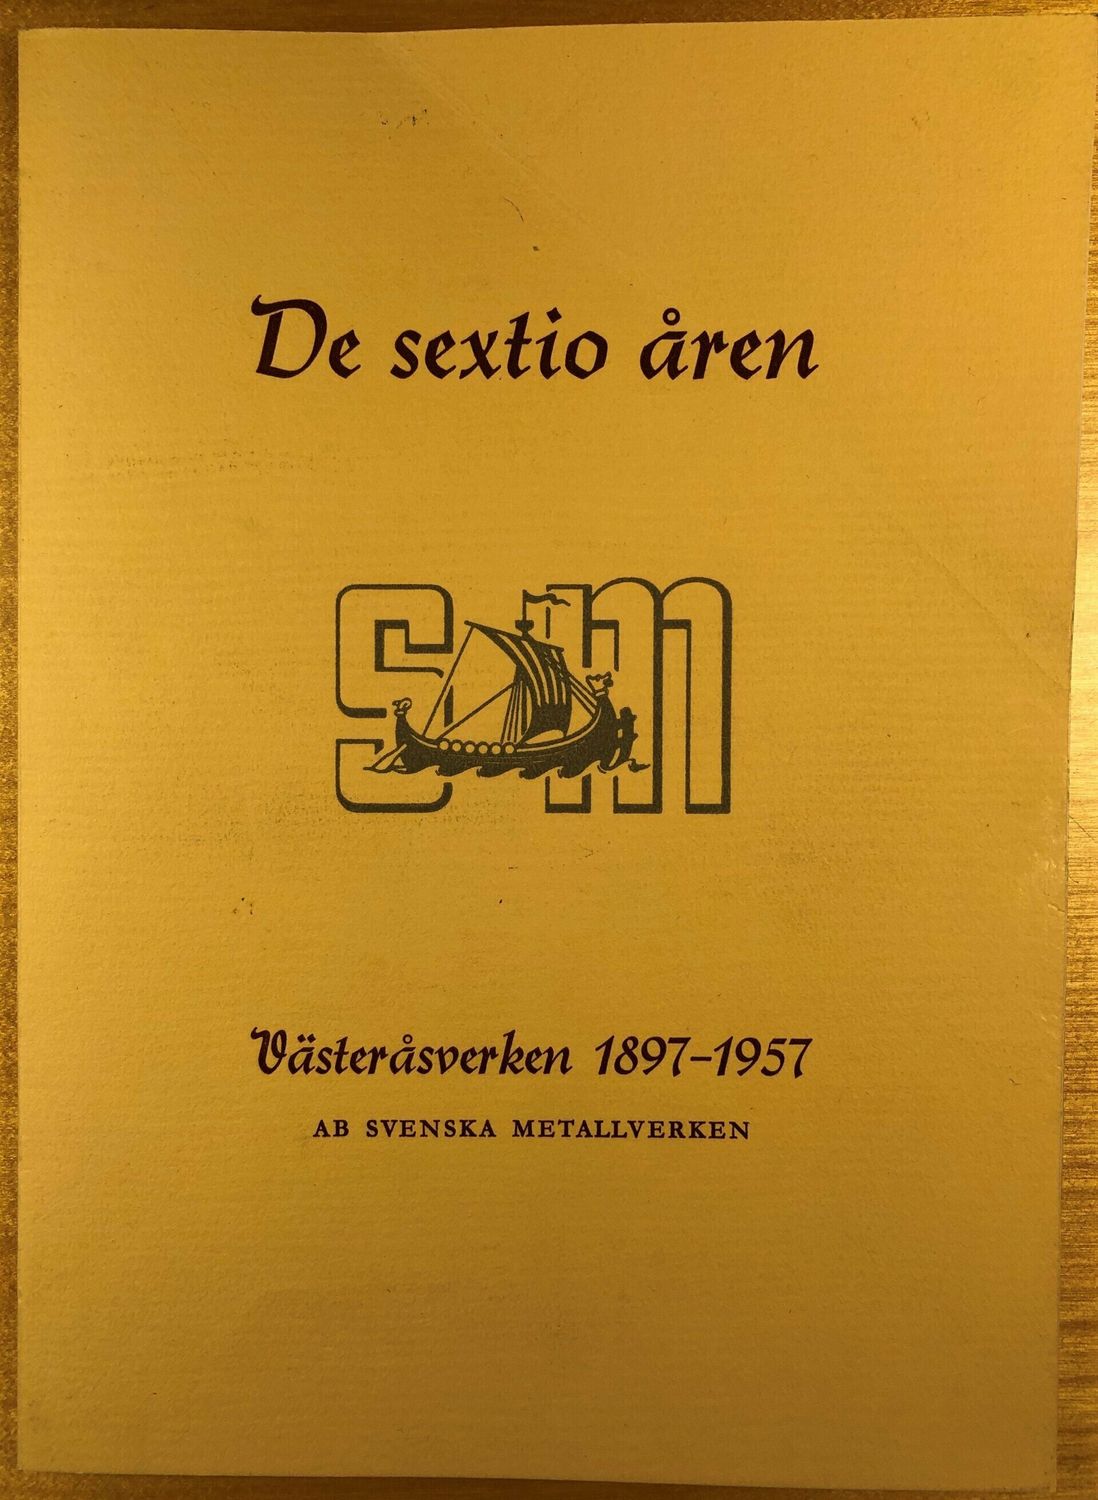 De sextio åren
SM
Västeråsverken 1897–1957
AB SVENSKA METALLVERKEN